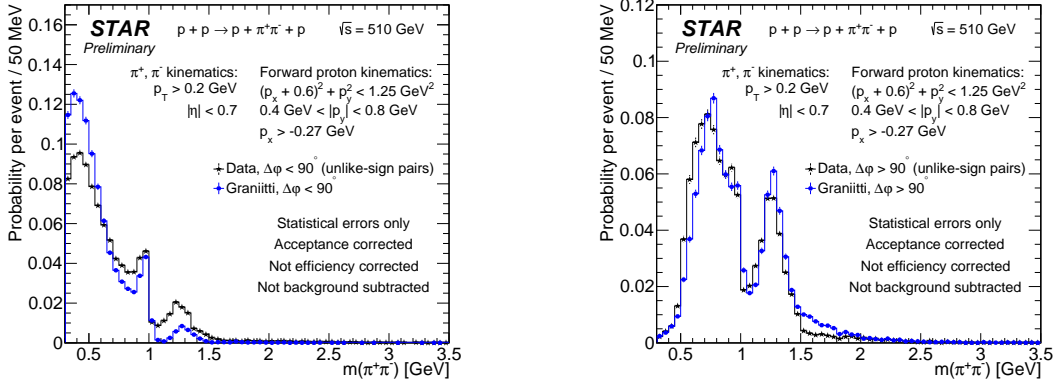 STAR
Preliminary
p + p → p + π⁺π⁻ + p √s = 510 GeV
π⁺, π⁻ kinematics:
p_T > 0.2 GeV
|η| < 0.7
Forward proton kinematics:
(p_x + 0.6)² + p_y² < 1.25 GeV²
0.4 GeV < |p_y| < 0.8 GeV
p_x > -0.27 GeV
Data, Δφ < 90° (unlike-sign pairs)
Graniitti, Δφ < 90°
Statistical errors only
Acceptance corrected
Not efficiency corrected
Not background subtracted
Probability per event / 50 MeV
0.16
0.14
0.12
0.1
0.08
0.06
0.04
0.02
0
0.5 1 1.5 2 2.5 3 3.5
m(π⁺π⁻) [GeV]
STAR
Preliminary
p + p → p + π⁺π⁻ + p √s = 510 GeV
π⁺, π⁻ kinematics:
p_T > 0.2 GeV
|η| < 0.7
Forward proton kinematics:
(p_x + 0.6)² + p_y² < 1.25 GeV²
0.4 GeV < |p_y| < 0.8 GeV
p_x > -0.27 GeV
Data, Δφ > 90° (unlike-sign pairs)
Graniitti, Δφ > 90°
Statistical errors only
Acceptance corrected
Not efficiency corrected
Not background subtracted
Probability per event / 50 MeV
0.12
0.1
0.08
0.06
0.04
0.02
0
0.5 1 1.5 2 2.5 3 3.5
m(π⁺π⁻) [GeV]